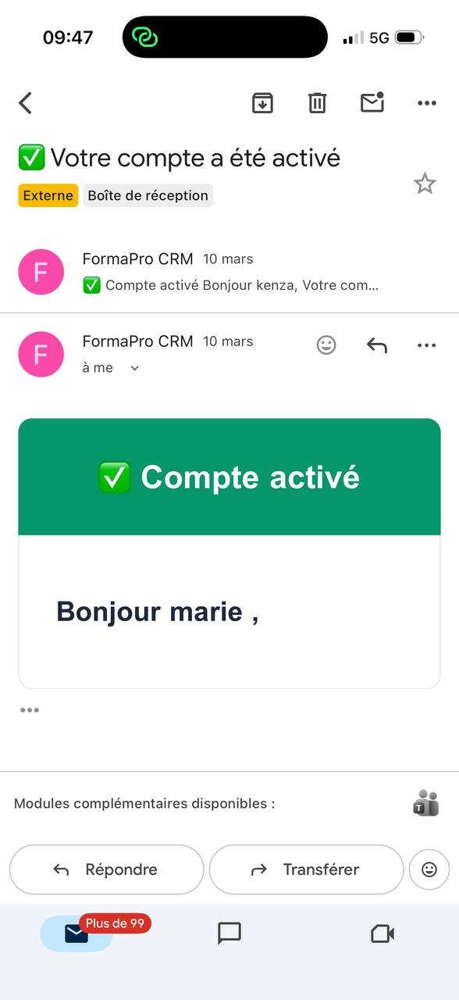 09:47
5G
✅ Votre compte a été activé
Externe
Boîte de réception
F
FormaPro CRM 10 mars
✅ Compte activé Bonjour kenza, Votre com...
F
FormaPro CRM 10 mars
à me
✅ Compte activé
Bonjour marie ,
Modules complémentaires disponibles :
T
Répondre
Transférer
Plus de 99